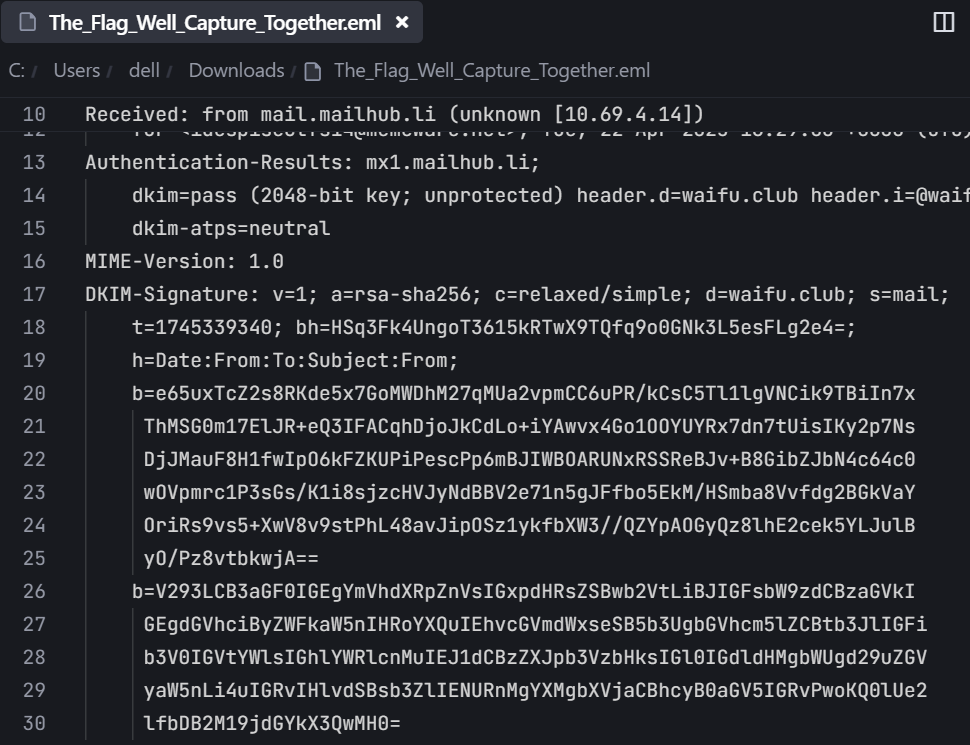 The_Flag_Well_Capture_Together.eml
C: / Users / dell / Downloads / The_Flag_Well_Capture_Together.eml
10 Received: from mail.mailhub.li (unknown [10.69.4.14])
13 Authentication-Results: mx1.mailhub.li;
14 dkim=pass (2048-bit key; unprotected) header.d=waifu.club header.i=@waif
15 dkim-atps=neutral
16 MIME-Version: 1.0
17 DKIM-Signature: v=1; a=rsa-sha256; c=relaxed/simple; d=waifu.club; s=mail;
18 t=1745339340; bh=HSq3Fk4UngoT3615kRTwX9TQfq9o0GNk3L5esFLg2e4=;
19 h=Date:From:To:Subject:From;
20 b=e65uxTcZ2s8RKde5x7GoMWDhM27qMUa2vpmCC6uPR/kCsC5Tl1lgVNCik9TBiIn7x
21 ThMSG0m17ElJR+eQ3IFACqhDjoJkCdLo+iYAwvx4Go1OOYUYRx7dn7tUisIKy2p7Ns
22 DjJMauF8H1fwIpO6kFZKUPiPescPp6mBJIWBOARUNxRSSReBJv+B8GibZJbN4c64c0
23 wOVpmrc1P3sGs/K1i8sjzcHVJyNdBBV2e71n5gJFfbo5EkM/HSmba8Vvfdg2BGkVaY
24 OriRs9vs5+XwV8v9stPhL48avJipOSz1ykfbXW3//QZYpAOGyQz8lhE2cek5YLJulB
25 yO/Pz8vtbkwjA==
26 b=V293LCB3aGF0IGEgYmVhdXRpZnVsIGxpdHRsZSBwb2VtLiBJIGFsbW9zdCBzaGVkI
27 GEgdGVhciByZWFkaW5nIHRoYXQuIEhvcGVmdWxseSB5b3UgbGVhcm5lZCBtb3JlIGFi
28 b3V0IGVtYWlsIGhlYWRlcnMuIEJ1dCBzZXJpb3VzbHksIGl0IGdldHMgbWUgd29uZGV
29 yaW5nLi4uIGRvIHlvdSBsb3ZlIENURnMgYXMgbXVjaCBhcyB0aGV5IGRvPwoKQ0lUe2
30 lfbDB2M19jdGYkX3QwMH0=